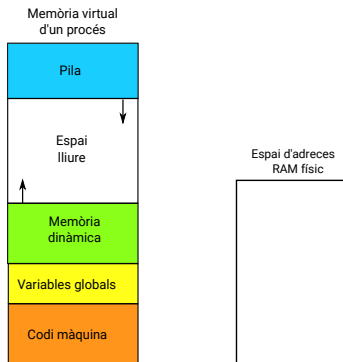 Memòria virtual
d'un procés
Pila
Espai
lliure
Espai d'adreces
RAM físic
Memòria
dinàmica
Variables globals
Codi màquina